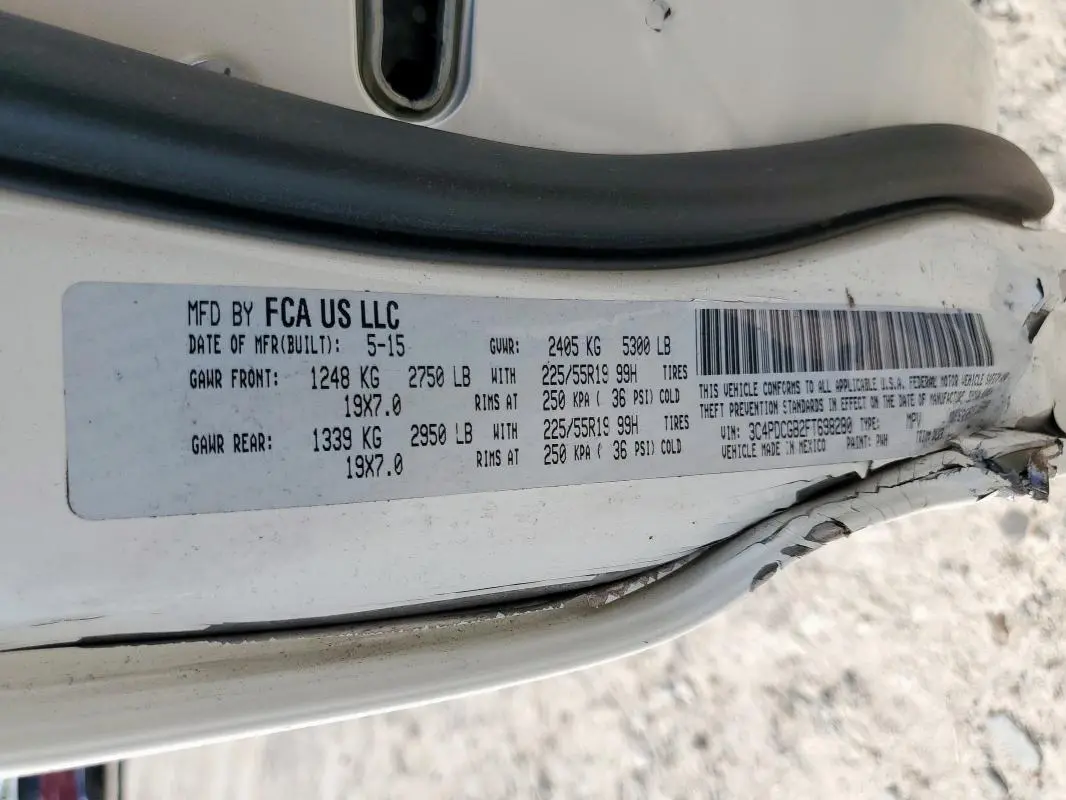 MFD BY FCA US LLC
DATE OF MFR(BUILT): 5-15 GVWR: 2405 KG 5300 LB
GAWR FRONT: 1248 KG 2750 LB WITH 225/55R19 99H TIRES
19X7.0 RIMS AT 250 KPA ( 36 PSI) COLD
GAWR REAR: 1339 KG 2950 LB WITH 225/55R19 99H TIRES
19X7.0 RIMS AT 250 KPA ( 36 PSI) COLD
THIS VEHICLE CONFORMS TO ALL APPLICABLE U.S.A. FEDERAL MOTOR VEHICLE SAFETY AND
THEFT PREVENTION STANDARDS IN EFFECT ON THE DATE OF MANUFACTURE
VIN: 3C4PDCGB2FT698280 TYPE: MPV
VEHICLE MADE IN MEXICO PAINT: PWH TRIM: